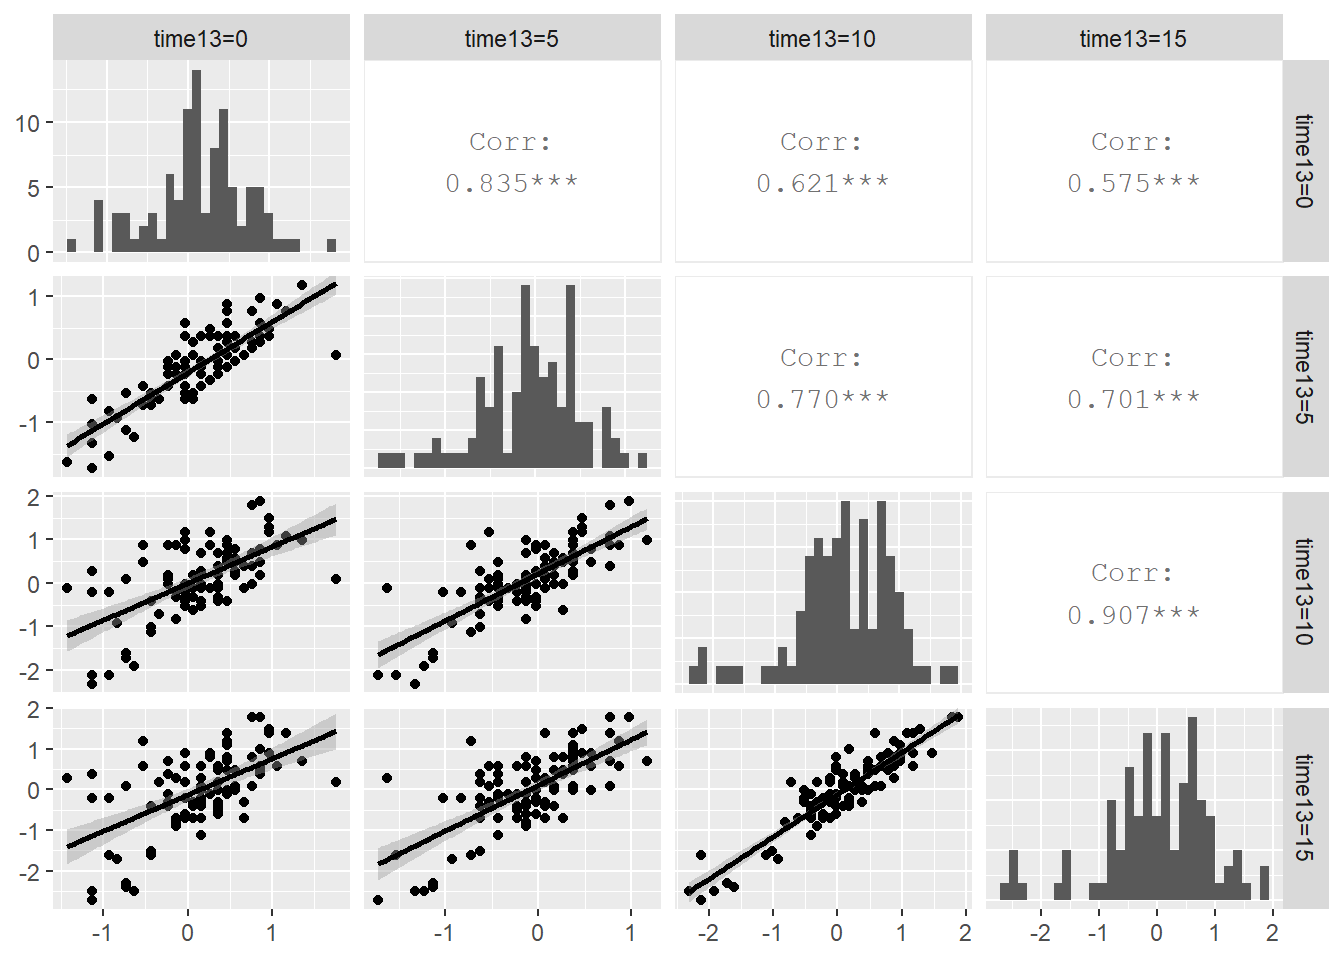 time13=0 time13=5 time13=10 time13=15
10
5
0
Corr:
0.835***
Corr:
0.621***
Corr:
0.575***
time13=0
1
0
-1
Corr:
0.770***
Corr:
0.701***
time13=5
2
1
0
-1
-2
Corr:
0.907***
time13=10
2
1
0
-1
-2
time13=15
-1 0 1 -1 0 1 -2 -1 0 1 2 -2 -1 0 1 2